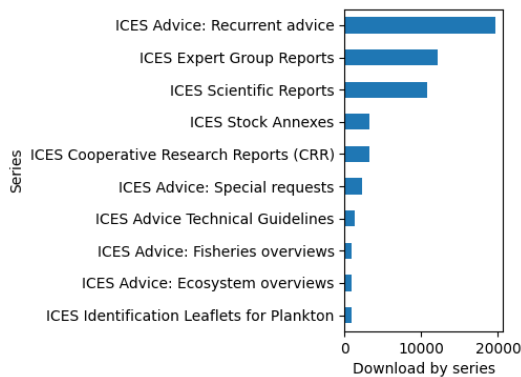 ICES Advice: Recurrent advice
ICES Expert Group Reports
ICES Scientific Reports
ICES Stock Annexes
ICES Cooperative Research Reports (CRR)
ICES Advice: Special requests
ICES Advice Technical Guidelines
ICES Advice: Fisheries overviews
ICES Advice: Ecosystem overviews
ICES Identification Leaflets for Plankton
Series
0 10000 20000
Download by series